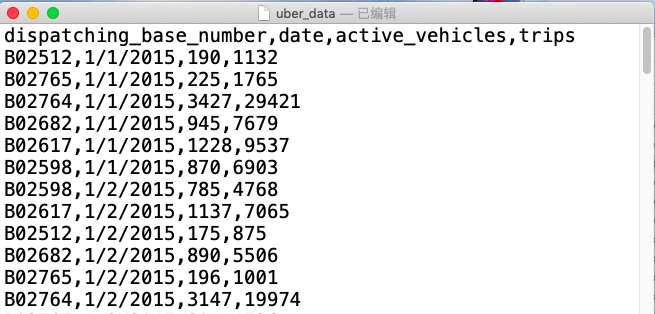 uber_data — 已编辑
dispatching_base_number,date,active_vehicles,trips
B02512,1/1/2015,190,1132
B02765,1/1/2015,225,1765
B02764,1/1/2015,3427,29421
B02682,1/1/2015,945,7679
B02617,1/1/2015,1228,9537
B02598,1/1/2015,870,6903
B02598,1/2/2015,785,4768
B02617,1/2/2015,1137,7065
B02512,1/2/2015,175,875
B02682,1/2/2015,890,5506
B02765,1/2/2015,196,1001
B02764,1/2/2015,3147,19974